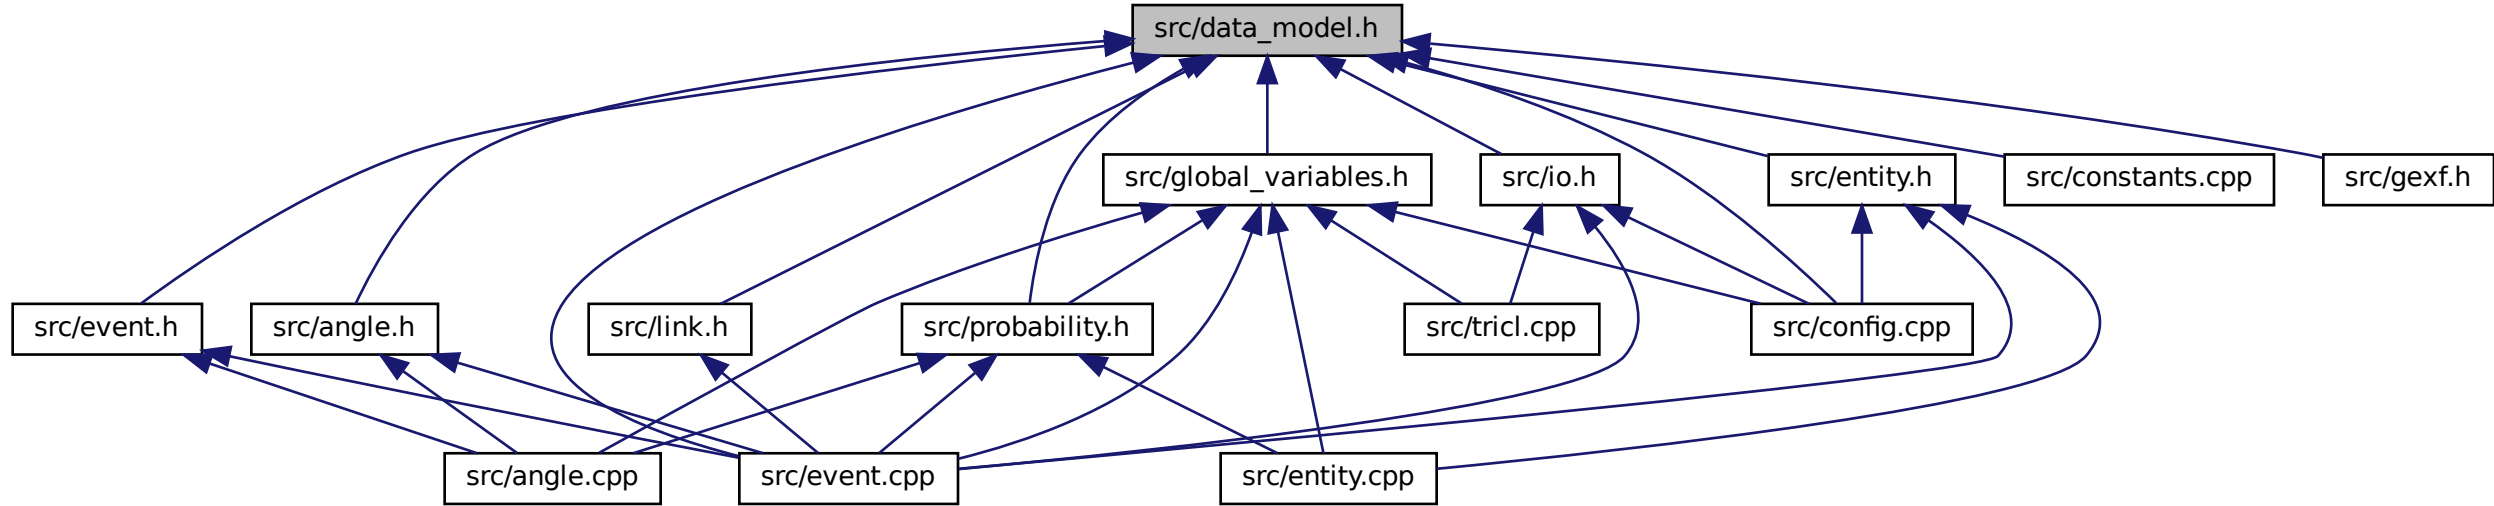 src/data_model.h
src/global_variables.h
src/io.h
src/entity.h
src/constants.cpp
src/gexf.h
src/event.h
src/angle.h
src/link.h
src/probability.h
src/tricl.cpp
src/config.cpp
src/angle.cpp
src/event.cpp
src/entity.cpp